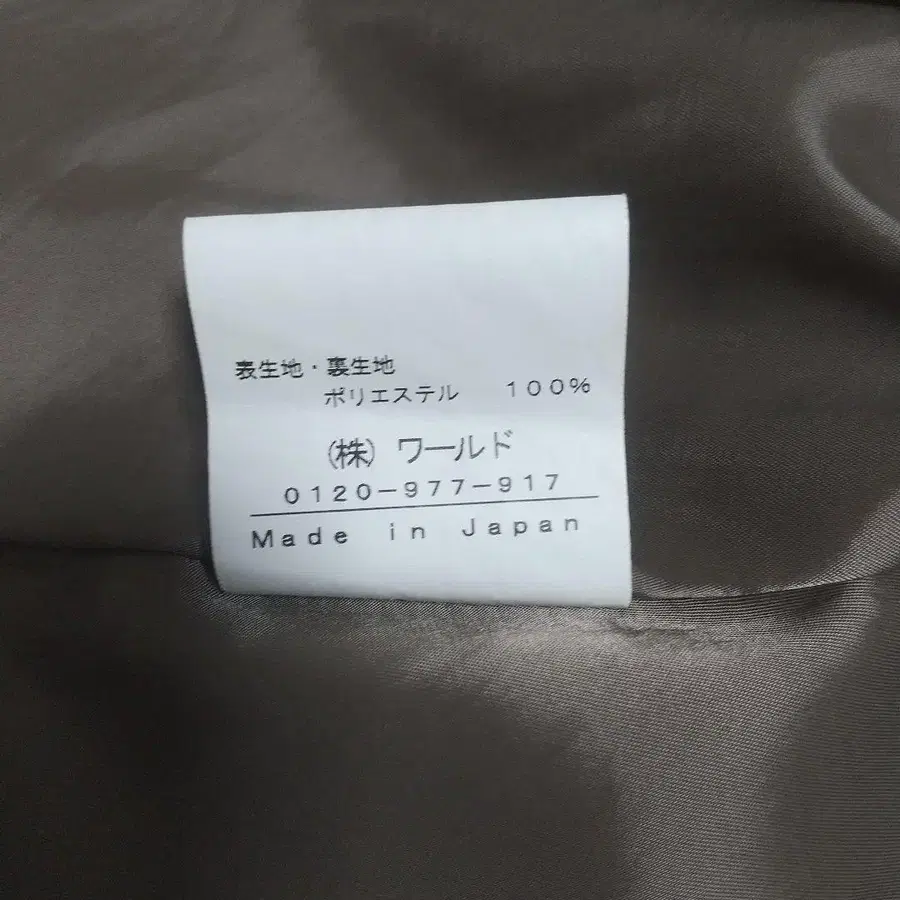 表生地・裏生地
ポリエステル 100%
(株) ワールド
0120-977-917
Made in Japan